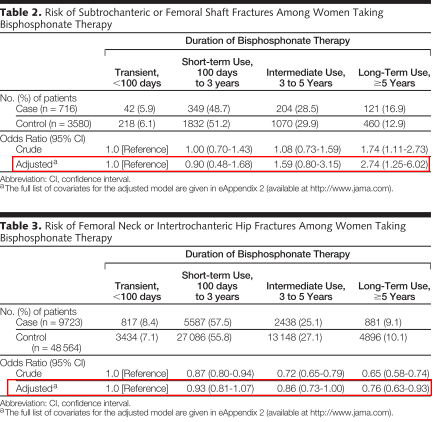 Table 2. Risk of Subtrochanteric or Femoral Shaft Fractures Among Women Taking
Bisphosphonate Therapy
Duration of Bisphosphonate Therapy
Transient, <100 days Short-term Use, 100 days to 3 years Intermediate Use, 3 to 5 Years Long-Term Use, ≥5 Years
No. (%) of patients
Case (n = 716) 42 (5.9) 349 (48.7) 204 (28.5) 121 (16.9)
Control (n = 3580) 218 (6.1) 1832 (51.2) 1070 (29.9) 460 (12.9)
Odds Ratio (95% CI)
Crude 1.0 [Reference] 1.00 (0.70-1.43) 1.08 (0.73-1.59) 1.74 (1.11-2.73)
Adjusted a 1.0 [Reference] 0.90 (0.48-1.68) 1.59 (0.80-3.15) 2.74 (1.25-6.02)
Abbreviation: CI, confidence interval.
a The full list of covariates for the adjusted model are given in eAppendix 2 (available at http://www.jama.com).
Table 3. Risk of Femoral Neck or Intertrochanteric Hip Fractures Among Women Taking
Bisphosphonate Therapy
Duration of Bisphosphonate Therapy
Transient, <100 days Short-term Use, 100 days to 3 years Intermediate Use, 3 to 5 Years Long-Term Use, ≥5 Years
No. (%) of patients
Case (n = 9723) 817 (8.4) 5587 (57.5) 2438 (25.1) 881 (9.1)
Control (n = 48 564) 3434 (7.1) 27 086 (55.8) 13 148 (27.1) 4896 (10.1)
Odds Ratio (95% CI)
Crude 1.0 [Reference] 0.87 (0.80-0.94) 0.72 (0.65-0.79) 0.65 (0.58-0.74)
Adjusted a 1.0 [Reference] 0.93 (0.81-1.07) 0.86 (0.73-1.00) 0.76 (0.63-0.93)
Abbreviation: CI, confidence interval.
a The full list of covariates for the adjusted model are given in eAppendix 2 (available at http://www.jama.com).